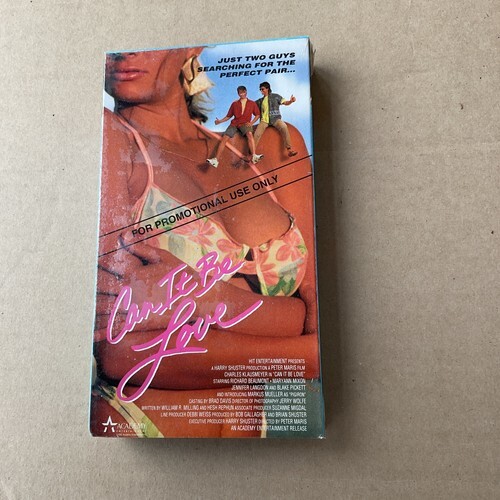 JUST TWO GUYS
SEARCHING FOR THE
PERFECT PAIR...
FOR PROMOTIONAL USE ONLY
Can It Be
Love
HIT ENTERTAINMENT PRESENTS
A HARRY SHUSTER PRODUCTION A PETER MARIS FILM
CHARLES KLAUSMEYER IN "CAN IT BE LOVE"
STARRING RICHARD BEAUMONT • MARYANN MIXON
JENNIFER LANGDON AND BLAKE PICKETT
AND INTRODUCING MARKUS MUELLER AS "HIGRON"
CASTING BY BRAD DAVIS DIRECTOR OF PHOTOGRAPHY JERRY WOLFE
WRITTEN BY WILLIAM R. MILLING AND HESH REPHUN ASSOCIATE PRODUCER SUZANNE MIGDAL
LINE PRODUCER DEBBI WEISS PRODUCED BY BOB GALLAGHER AND BRIAN SHUSTER
EXECUTIVE PRODUCER HARRY SHUSTER DIRECTED BY PETER MARIS
AN ACADEMY ENTERTAINMENT RELEASE
ACADEMY
ENTERTAINMENT